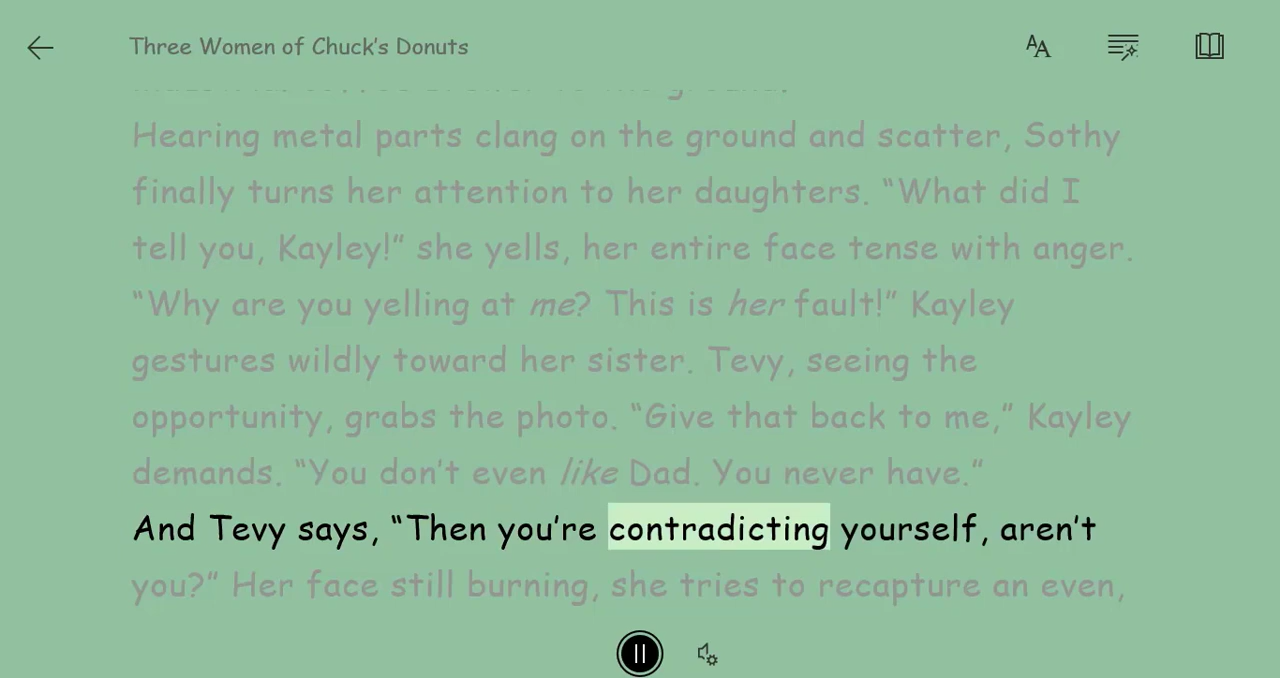 Three Women of Chuck's Donuts
Hearing metal parts clang on the ground and scatter, Sothy
finally turns her attention to her daughters. “What did I
tell you, Kayley!” she yells, her entire face tense with anger.
“Why are you yelling at me? This is her fault!” Kayley
gestures wildly toward her sister. Tevy, seeing the
opportunity, grabs the photo. “Give that back to me,” Kayley
demands. “You don’t even like Dad. You never have.”
And Tevy says, “Then you’re contradicting yourself, aren’t
you?” Her face still burning, she tries to recapture an even,